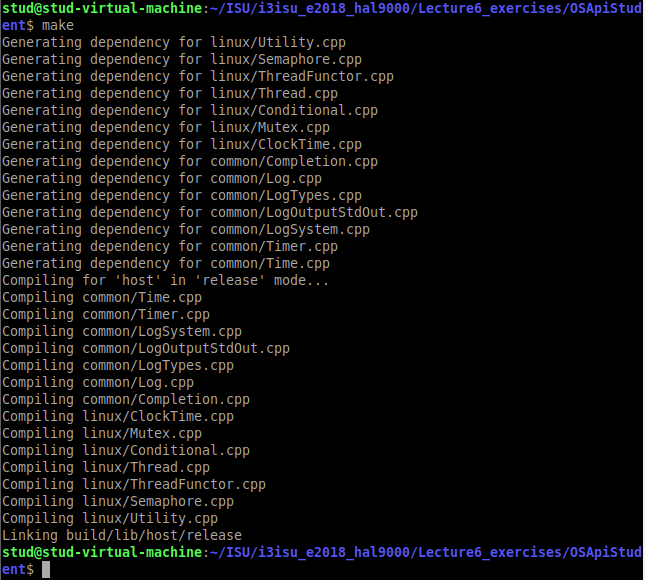 stud@stud-virtual-machine:~/ISU/i3isu_e2018_hal9000/Lecture6_exercises/OSApiStud
ent$ make
Generating dependency for linux/Utility.cpp
Generating dependency for linux/Semaphore.cpp
Generating dependency for linux/ThreadFunctor.cpp
Generating dependency for linux/Thread.cpp
Generating dependency for linux/Conditional.cpp
Generating dependency for linux/Mutex.cpp
Generating dependency for linux/ClockTime.cpp
Generating dependency for common/Completion.cpp
Generating dependency for common/Log.cpp
Generating dependency for common/LogTypes.cpp
Generating dependency for common/LogOutputStdOut.cpp
Generating dependency for common/LogSystem.cpp
Generating dependency for common/Timer.cpp
Generating dependency for common/Time.cpp
Compiling for 'host' in 'release' mode...
Compiling common/Time.cpp
Compiling common/Timer.cpp
Compiling common/LogSystem.cpp
Compiling common/LogOutputStdOut.cpp
Compiling common/LogTypes.cpp
Compiling common/Log.cpp
Compiling common/Completion.cpp
Compiling linux/ClockTime.cpp
Compiling linux/Mutex.cpp
Compiling linux/Conditional.cpp
Compiling linux/Thread.cpp
Compiling linux/ThreadFunctor.cpp
Compiling linux/Semaphore.cpp
Compiling linux/Utility.cpp
Linking build/lib/host/release
stud@stud-virtual-machine:~/ISU/i3isu_e2018_hal9000/Lecture6_exercises/OSApiStud
ent$